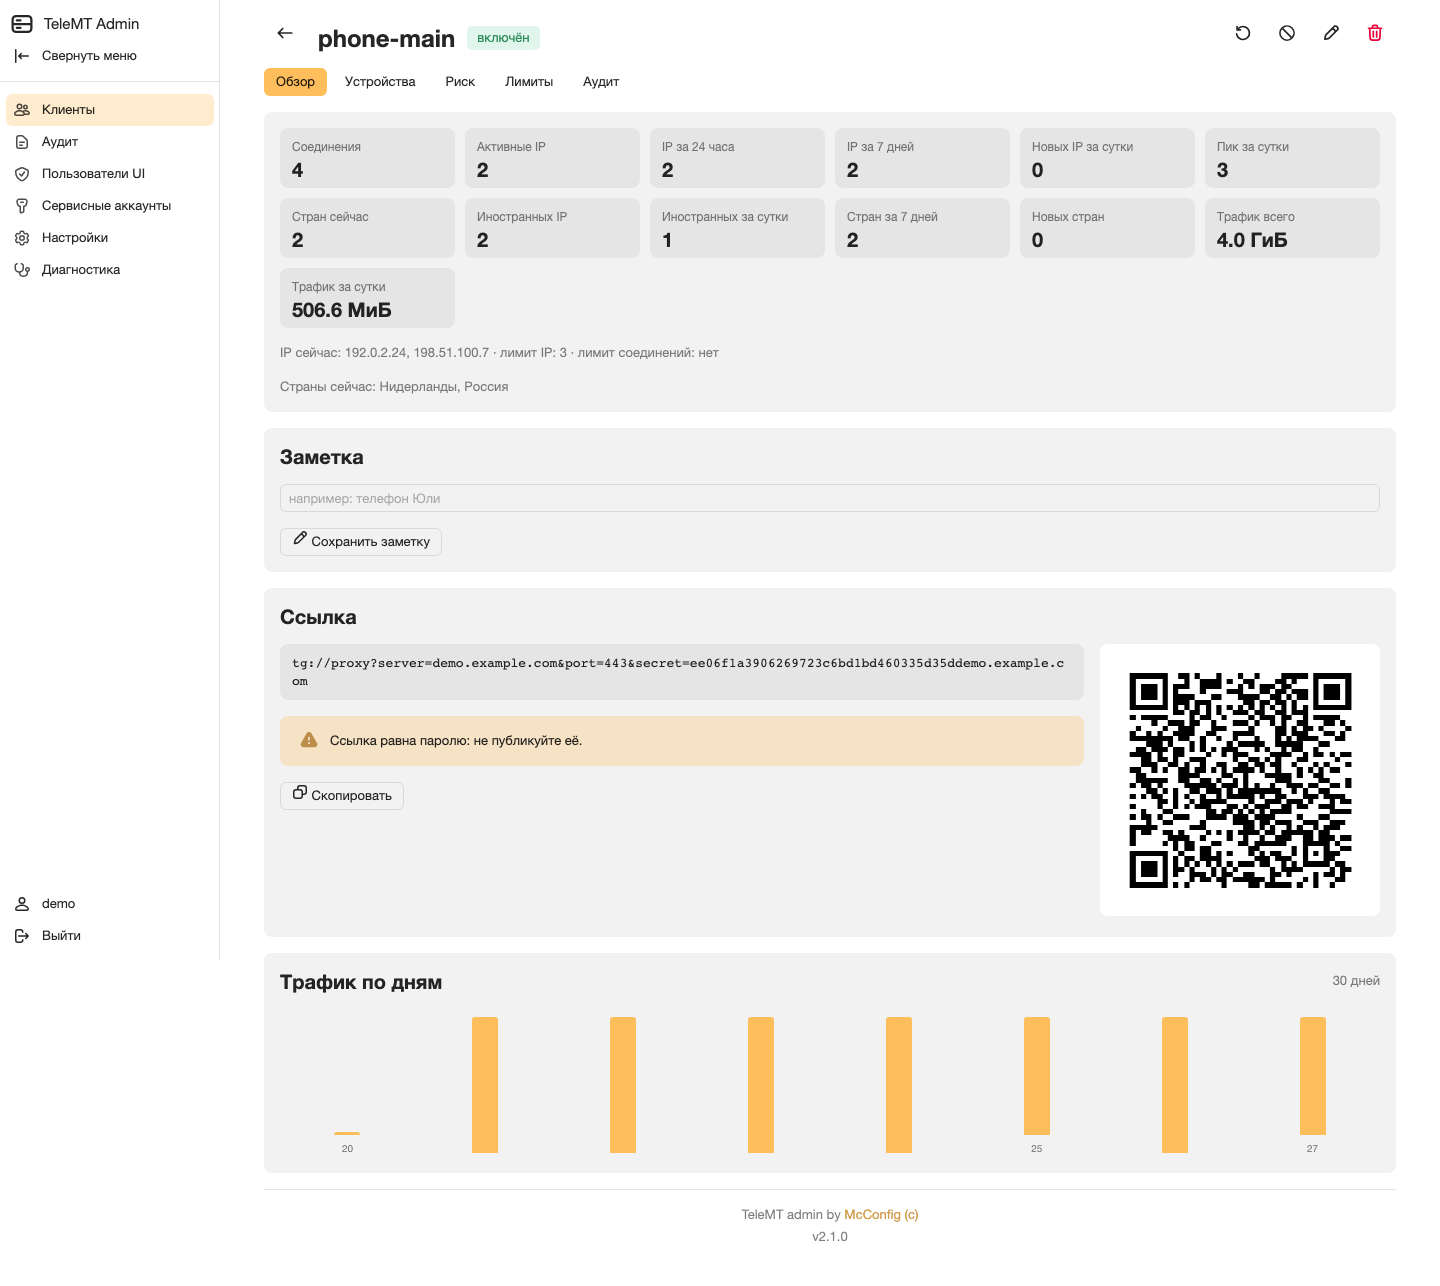 TeleMT Admin
Свернуть меню
Клиенты
Аудит
Пользователи UI
Сервисные аккаунты
Настройки
Диагностика
demo
Выйти
phone-main
включён
Обзор
Устройства
Риск
Лимиты
Аудит
Соединения
4
Активные IP
2
IP за 24 часа
2
IP за 7 дней
2
Новых IP за сутки
0
Пик за сутки
3
Стран сейчас
2
Иностранных IP
2
Иностранных за сутки
1
Стран за 7 дней
2
Новых стран
0
Трафик всего
4.0 ГиБ
Трафик за сутки
506.6 МиБ
IP сейчас: 192.0.2.24, 198.51.100.7 · лимит IP: 3 · лимит соединений: нет
Страны сейчас: Нидерланды, Россия
Заметка
например: телефон Юли
Сохранить заметку
Ссылка
tg://proxy?server=demo.example.com&port=443&secret=ee06f1a3906269723c6bd1bd460335d35ddemo.example.c
om
Ссылка равна паролю: не публикуйте её.
Скопировать
Трафик по дням
30 дней
20
25
27
TeleMT admin by McConfig (c)
v2.1.0